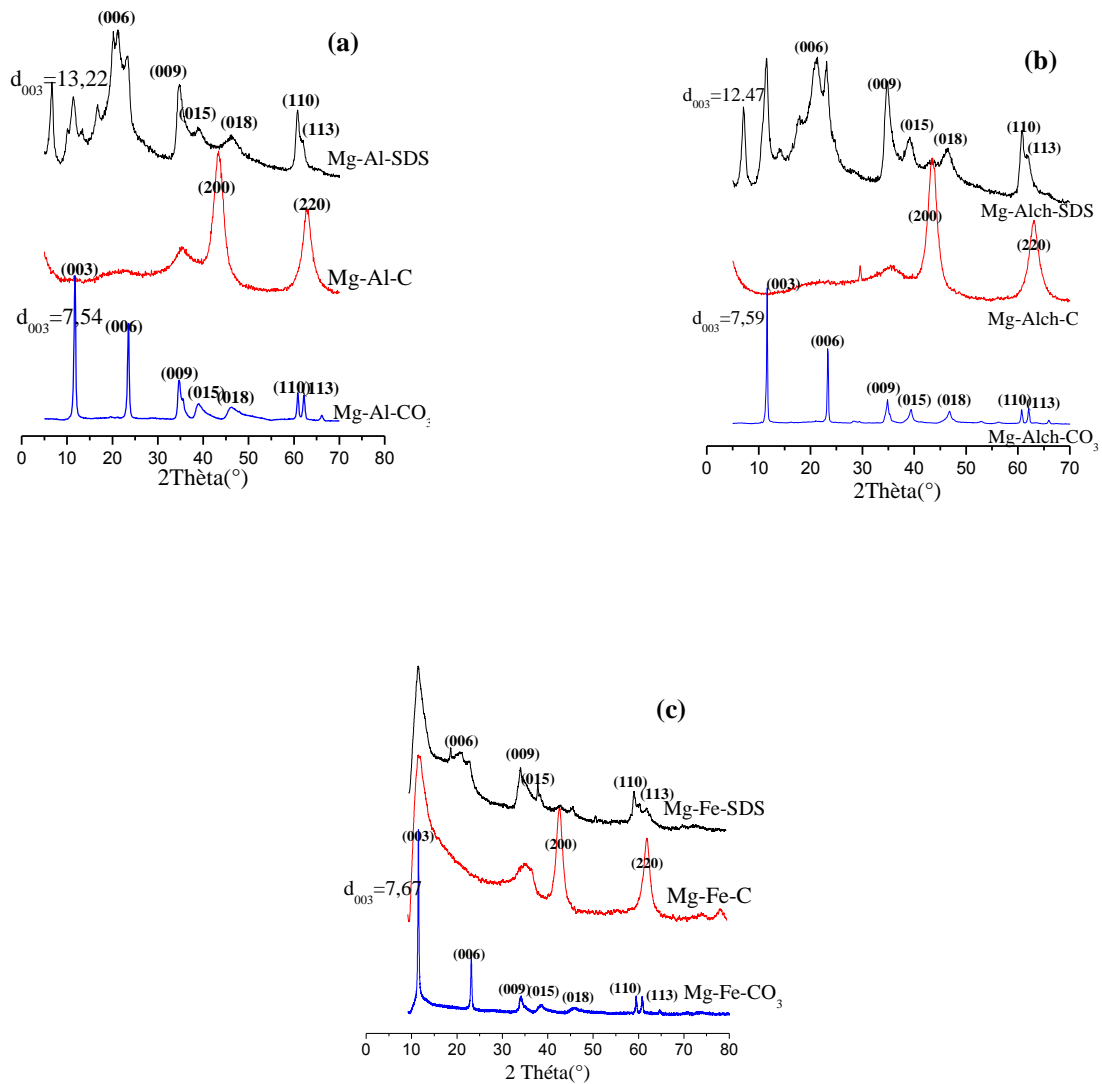 (006)
(a)
d003=13,22
(009)
(110)
(015)
(018)
(113)
Mg-Al-SDS
(200)
(220)
(003)
Mg-Al-C
d003=7,54
(006)
(009)
(015)
(018)
(110)
(113)
Mg-Al-CO3
0 10 20 30 40 50 60 70 80
2Thèta(°)
(006)
(b)
(009)
d003=12.47
(015)
(018)
(110)
(113)
Mg-Alch-SDS
(200)
(220)
(003)
d003=7,59
Mg-Alch-C
(006)
(009)
(015)
(018)
(110)
(113)
Mg-Alch-CO3
0 10 20 30 40 50 60 70
2Thèta(°)
(c)
(006)
(009)
(015)
(110)
(113)
Mg-Fe-SDS
(003)
(200)
(220)
d003=7,67
Mg-Fe-C
(006)
(009)
(015)
(018)
(110)
(113)
Mg-Fe-CO3
0 10 20 30 40 50 60 70 80
2 Théta(°)